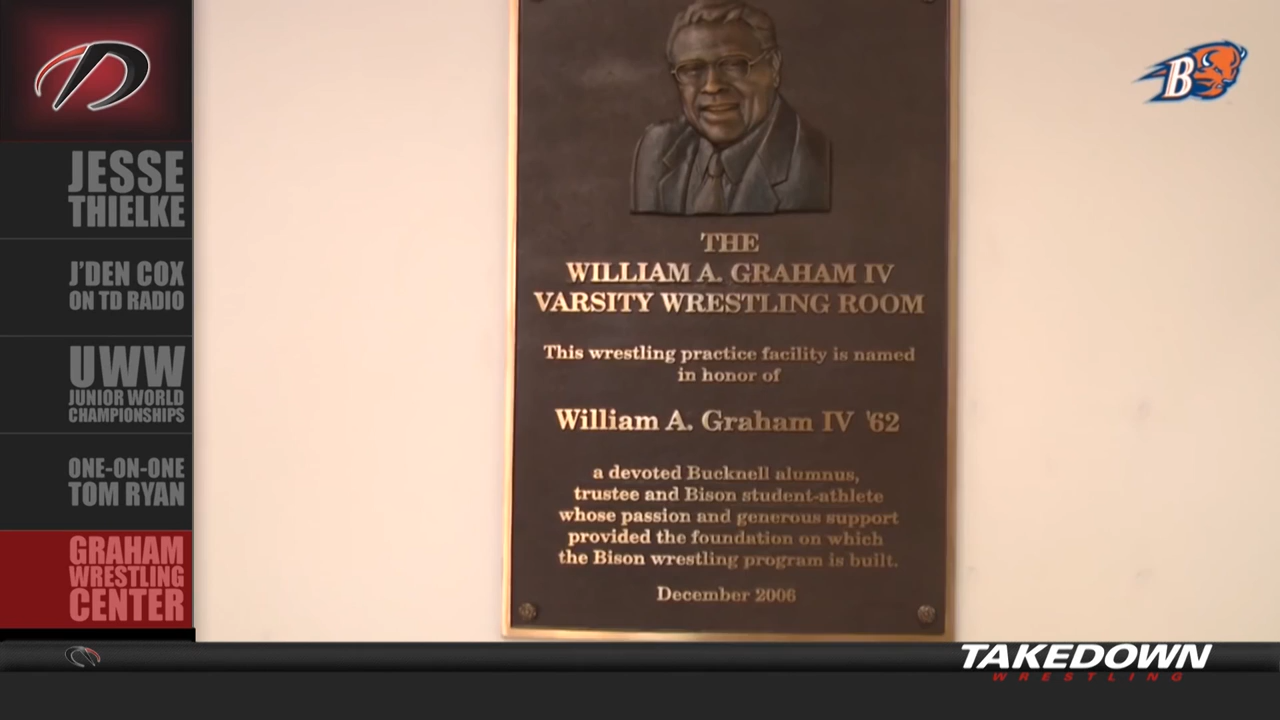 JESSE
THIELKE
J'DEN COX
ON TD RADIO
UWW
JUNIOR WORLD
CHAMPIONSHIPS
ONE-ON-ONE
TOM RYAN
GRAHAM
WRESTLING
CENTER
THE
WILLIAM A. GRAHAM IV
VARSITY WRESTLING ROOM
This wrestling practice facility is named
in honor of
William A. Graham IV '62
a devoted Bucknell alumnus,
trustee and Bison student-athlete
whose passion and generous support
provided the foundation on which
the Bison wrestling program is built.
December 2006
B
TAKEDOWN
WRESTLING